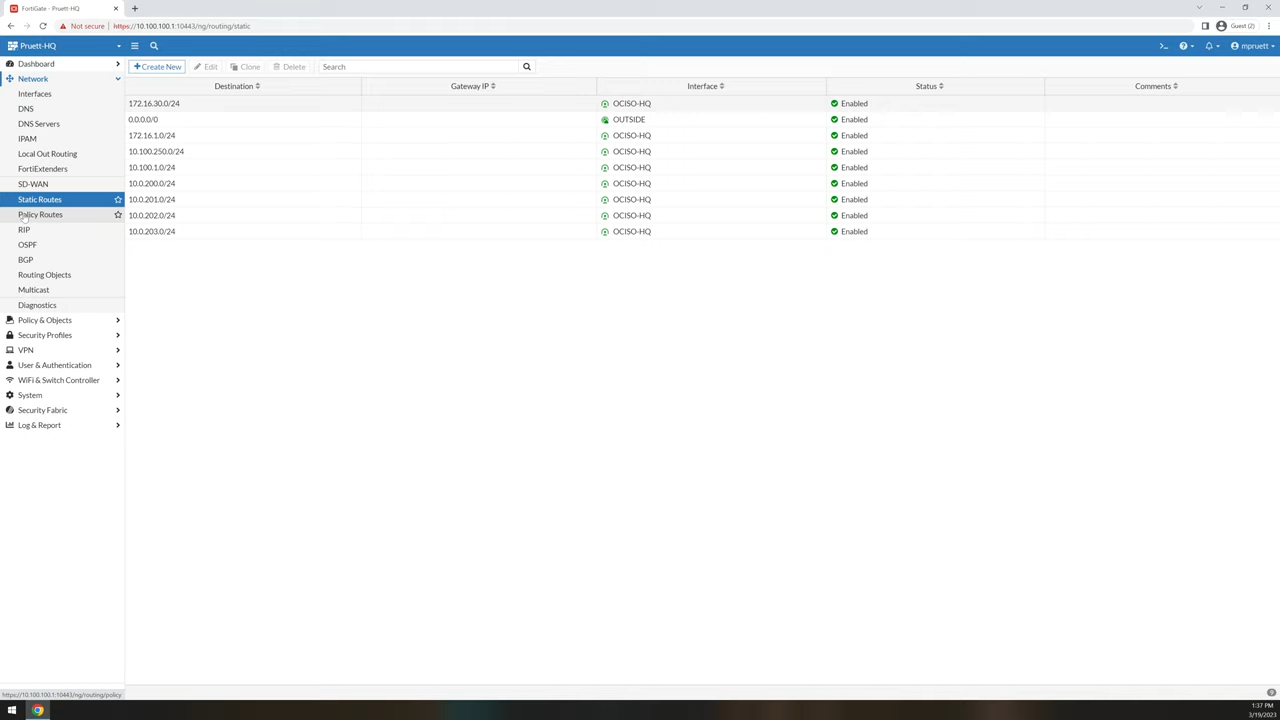 FortiGate - Pruett-HQ
Not secure | https://10.100.100.1:10443/ng/routing/static
Guest (2)
Pruett-HQ
mpruett
Dashboard
Network
Interfaces
DNS
DNS Servers
IPAM
Local Out Routing
FortiExtenders
SD-WAN
Static Routes
Policy Routes
RIP
OSPF
BGP
Routing Objects
Multicast
Diagnostics
Policy & Objects
Security Profiles
VPN
User & Authentication
WiFi & Switch Controller
System
Security Fabric
Log & Report
+Create New Edit Clone Delete Search
Destination Gateway IP Interface Status Comments
172.16.30.0/24 OCISO-HQ Enabled
0.0.0.0/0 OUTSIDE Enabled
172.16.1.0/24 OCISO-HQ Enabled
10.100.250.0/24 OCISO-HQ Enabled
10.100.1.0/24 OCISO-HQ Enabled
10.0.200.0/24 OCISO-HQ Enabled
10.0.201.0/24 OCISO-HQ Enabled
10.0.202.0/24 OCISO-HQ Enabled
10.0.203.0/24 OCISO-HQ Enabled
https://10.100.100.1:10443/ng/routing/policy
9
1:37 PM
3/19/2023